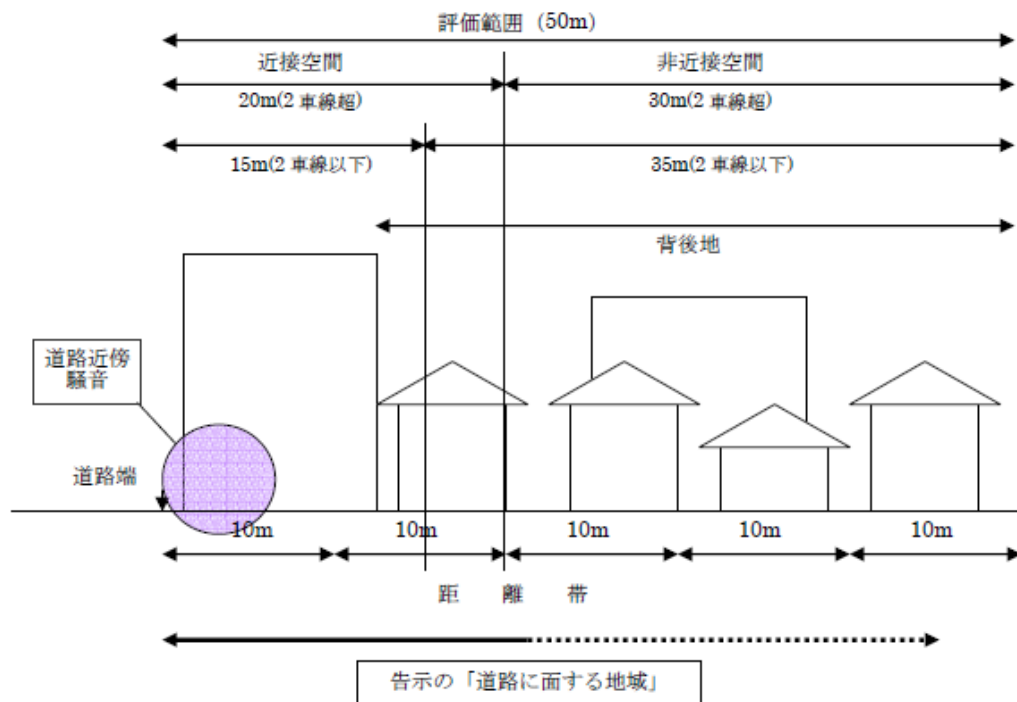 評価範囲 (50m)
近接空間
非近接空間
20m(2 車線超)
30m(2 車線超)
15m(2 車線以下)
35m(2 車線以下)
背後地
道路近傍
騒音
道路端
10m
10m
10m
10m
10m
距 離 帯
告示の「道路に面する地域」